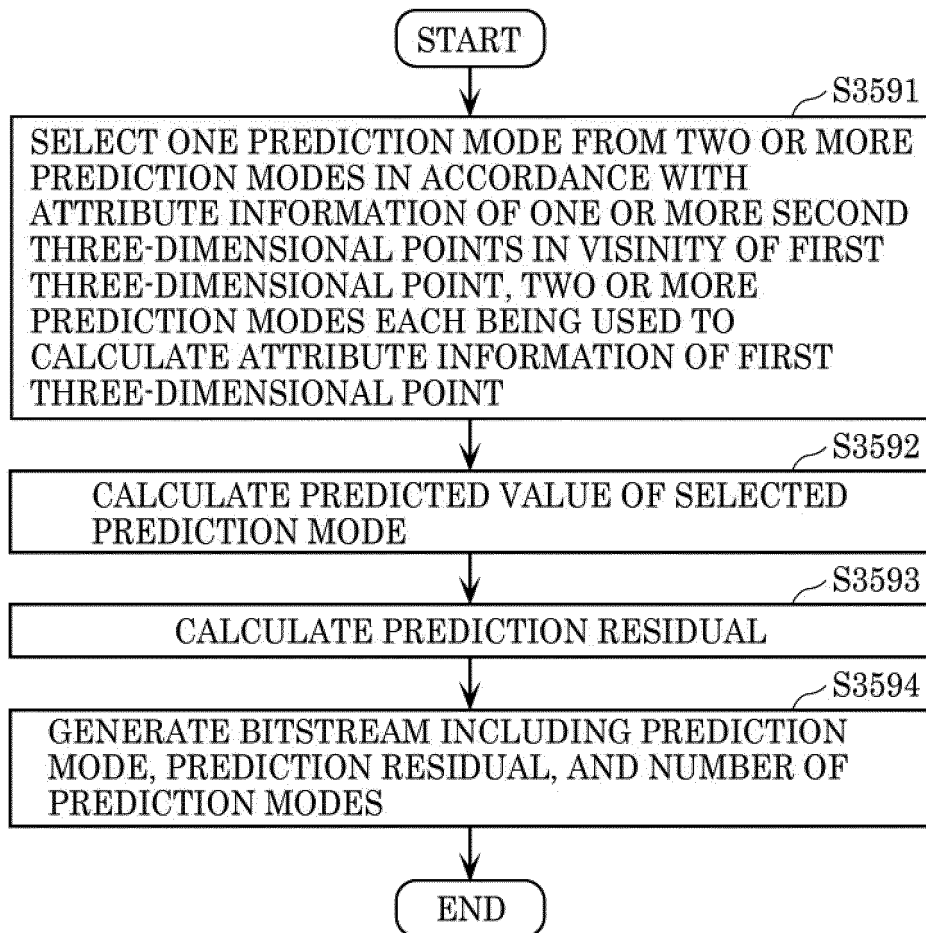 START
S3591
SELECT ONE PREDICTION MODE FROM TWO OR MORE
PREDICTION MODES IN ACCORDANCE WITH
ATTRIBUTE INFORMATION OF ONE OR MORE SECOND
THREE-DIMENSIONAL POINTS IN VISINITY OF FIRST
THREE-DIMENSIONAL POINT, TWO OR MORE
PREDICTION MODES EACH BEING USED TO
CALCULATE ATTRIBUTE INFORMATION OF FIRST
THREE-DIMENSIONAL POINT
S3592
CALCULATE PREDICTED VALUE OF SELECTED
PREDICTION MODE
S3593
CALCULATE PREDICTION RESIDUAL
S3594
GENERATE BITSTREAM INCLUDING PREDICTION
MODE, PREDICTION RESIDUAL, AND NUMBER OF
PREDICTION MODES
END